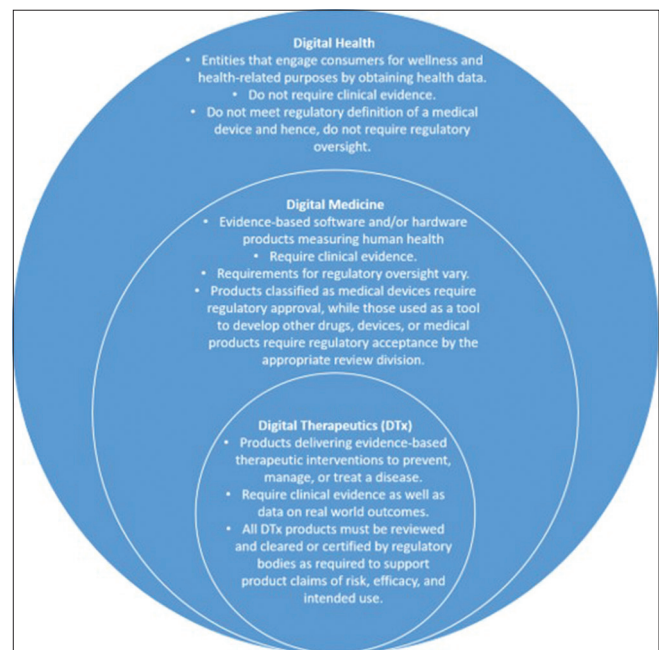 Digital Health
• Entities that engage consumers for wellness and
health-related purposes by obtaining health data.
• Do not require clinical evidence.
• Do not meet regulatory definition of a medical
device and hence, do not require regulatory
oversight.
Digital Medicine
• Evidence-based software and/or hardware
products measuring human health
• Require clinical evidence.
• Requirements for regulatory oversight vary.
• Products classified as medical devices require
regulatory approval, while those used as a tool
to develop other drugs, devices, or medical
products require regulatory acceptance by the
appropriate review division.
Digital Therapeutics (DTx)
• Products delivering evidence-based
therapeutic interventions to prevent,
manage, or treat a disease.
• Require clinical evidence as well as
data on real world outcomes.
• All DTx products must be reviewed
and cleared or certified by regulatory
bodies as required to support
product claims of risk, efficacy, and
intended use.